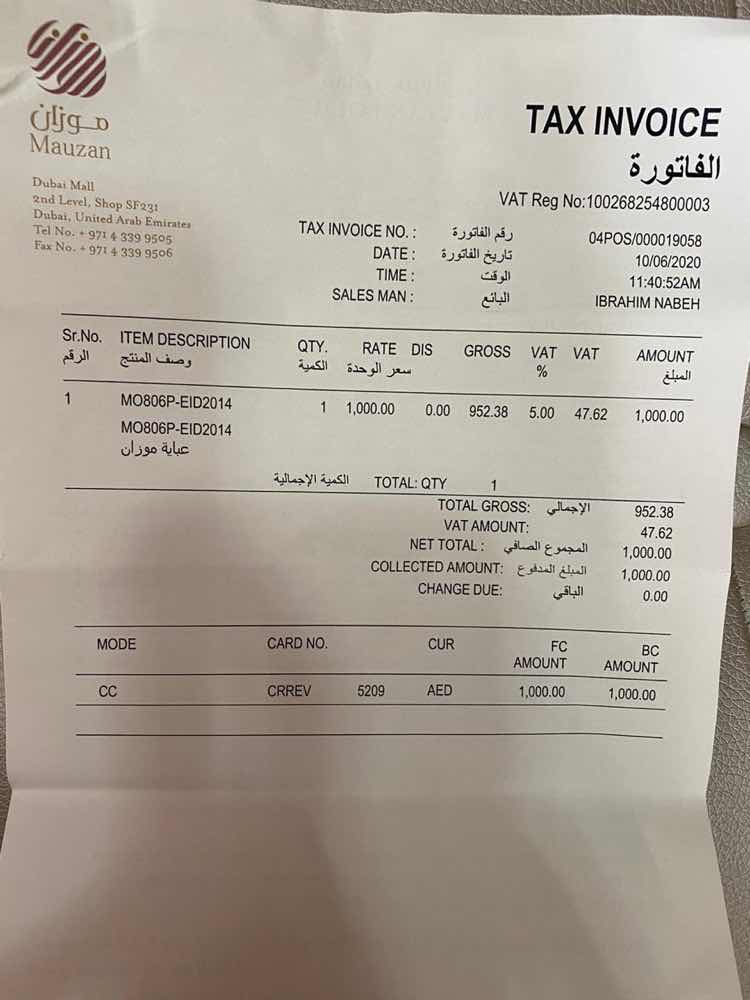 موزان
Mauzan
Dubai Mall
2nd Level, Shop SF231
Dubai, United Arab Emirates
Tel No. + 971 4 339 9505
Fax No. + 971 4 339 9506
TAX INVOICE
الفاتورة
VAT Reg No:100268254800003
TAX INVOICE NO. : رقم الفاتورة 04POS/000019058
DATE : تاريخ الفاتورة 10/06/2020
TIME : الوقت 11:40:52AM
SALES MAN : البائع IBRAHIM NABEH
Sr.No. ITEM DESCRIPTION QTY. RATE DIS GROSS VAT VAT AMOUNT
الرقم وصف المنتج الكمية سعر الوحدة % المبلغ
1 MO806P-EID2014 1 1,000.00 0.00 952.38 5.00 47.62 1,000.00
MO806P-EID2014
عباية موزان
الكمية الإجمالية TOTAL: QTY 1
TOTAL GROSS: الإجمالي 952.38
VAT AMOUNT: 47.62
NET TOTAL : المجموع الصافي 1,000.00
COLLECTED AMOUNT: المبلغ المدفوع 1,000.00
CHANGE DUE: الباقي 0.00
MODE CARD NO. CUR FC BC
AMOUNT AMOUNT
CC CRREV 5209 AED 1,000.00 1,000.00